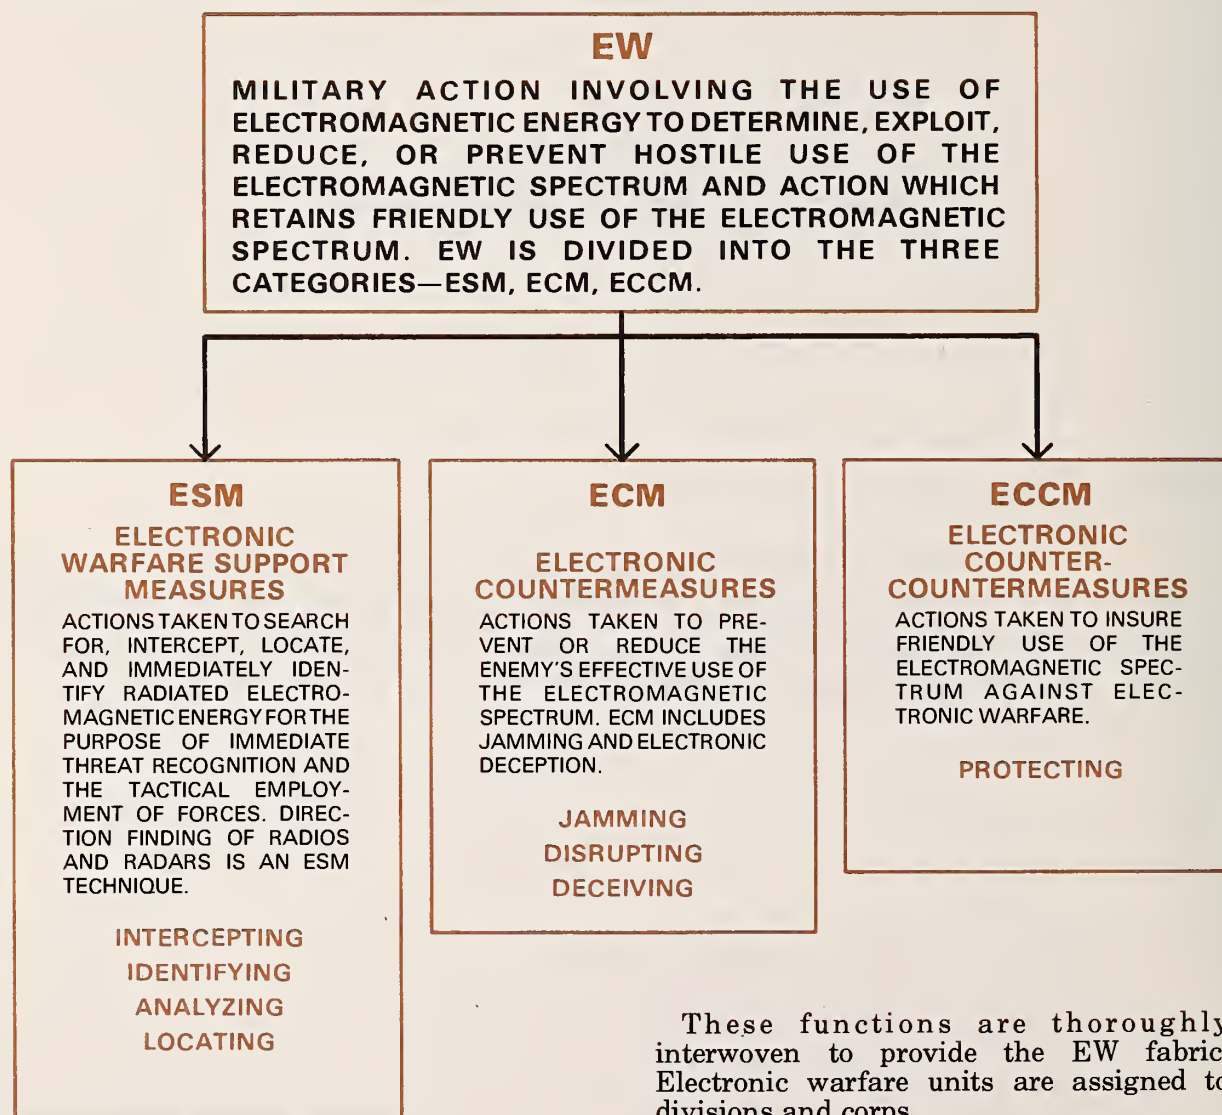 EW
MILITARY ACTION INVOLVING THE USE OF
ELECTROMAGNETIC ENERGY TO DETERMINE, EXPLOIT,
REDUCE, OR PREVENT HOSTILE USE OF THE
ELECTROMAGNETIC SPECTRUM AND ACTION WHICH
RETAINS FRIENDLY USE OF THE ELECTROMAGNETIC
SPECTRUM. EW IS DIVIDED INTO THE THREE
CATEGORIES—ESM, ECM, ECCM.
ESM
ELECTRONIC
WARFARE SUPPORT
MEASURES
ACTIONS TAKEN TO SEARCH
FOR, INTERCEPT, LOCATE,
AND IMMEDIATELY IDEN-
TIFY RADIATED ELECTRO-
MAGNETIC ENERGY FOR THE
PURPOSE OF IMMEDIATE
THREAT RECOGNITION AND
THE TACTICAL EMPLOY-
MENT OF FORCES. DIREC-
TION FINDING OF RADIOS
AND RADARS IS AN ESM
TECHNIQUE.
INTERCEPTING
IDENTIFYING
ANALYZING
LOCATING
ECM
ELECTRONIC
COUNTERMEASURES
ACTIONS TAKEN TO PRE-
VENT OR REDUCE THE
ENEMY'S EFFECTIVE USE OF
THE ELECTROMAGNETIC
SPECTRUM. ECM INCLUDES
JAMMING AND ELECTRONIC
DECEPTION.
JAMMING
DISRUPTING
DECEIVING
ECCM
ELECTRONIC
COUNTER-
COUNTERMEASURES
ACTIONS TAKEN TO INSURE
FRIENDLY USE OF THE
ELECTROMAGNETIC SPEC-
TRUM AGAINST ELEC-
TRONIC WARFARE.
PROTECTING
These functions are thoroughly
interwoven to provide the EW fabric
Electronic warfare units are assigned to
divisions and corps